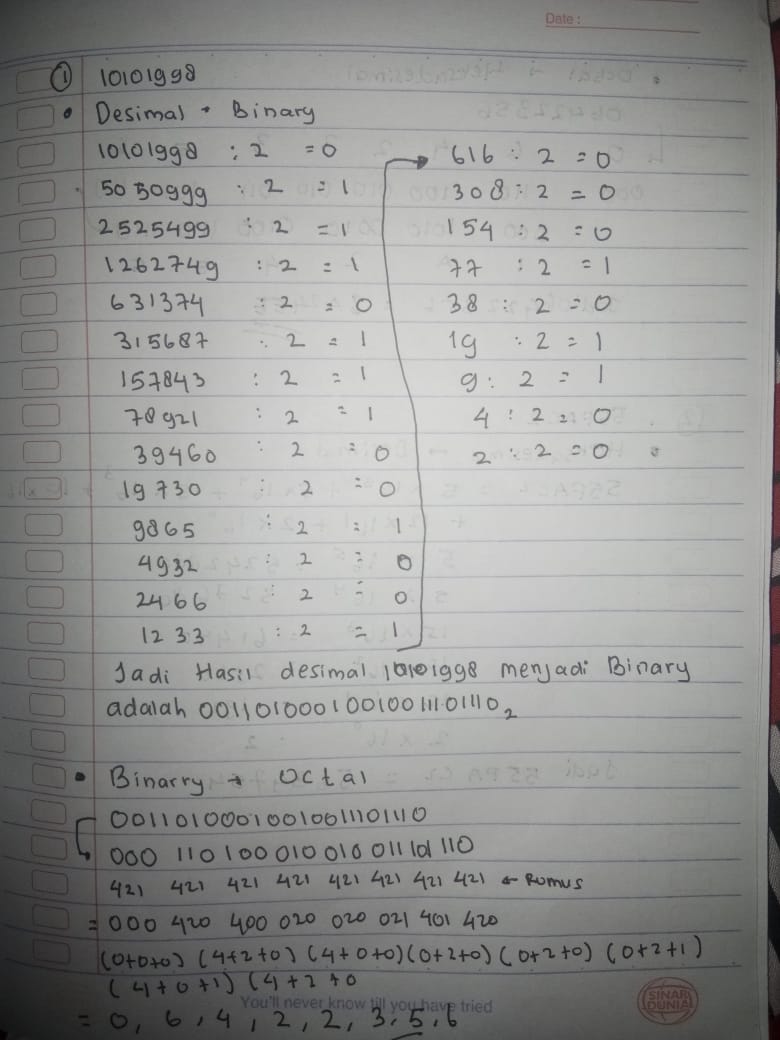 Date :
① 10101998
• Desimal → Binary
10101998 : 2 = 0
5050999 : 2 = 1
2525499 : 2 = 1
1262749 : 2 = 1
631374 : 2 = 0
315687 : 2 = 1
157843 : 2 = 1
78921 : 2 = 1
39460 : 2 = 0
19730 : 2 = 0
9865 : 2 = 1
4932 : 2 = 0
2466 : 2 = 0
1233 : 2 = 1
616 : 2 = 0
308 : 2 = 0
154 : 2 = 0
77 : 2 = 1
38 : 2 = 0
19 : 2 = 1
9 : 2 = 1
4 : 2 = 0
2 : 2 = 0
Jadi Hasil desimal 10101998 menjadi Binary
adalah 00110100010010011101110₂
• Binarry → Octal
00110100010010011101110
000 110 100 010 010 011 101 110
421 421 421 421 421 421 421 421 ← Rumus
= 000 420 400 020 020 021 401 420
(0+0+0) (4+2+0) (4+0+0) (0+2+0) (0+2+0) (0+2+1)
(4+0+1) (4+2+0
You'll never know till you have tried
= 0, 6, 4, 2, 2, 3, 5, 6
SINAR DUNIA